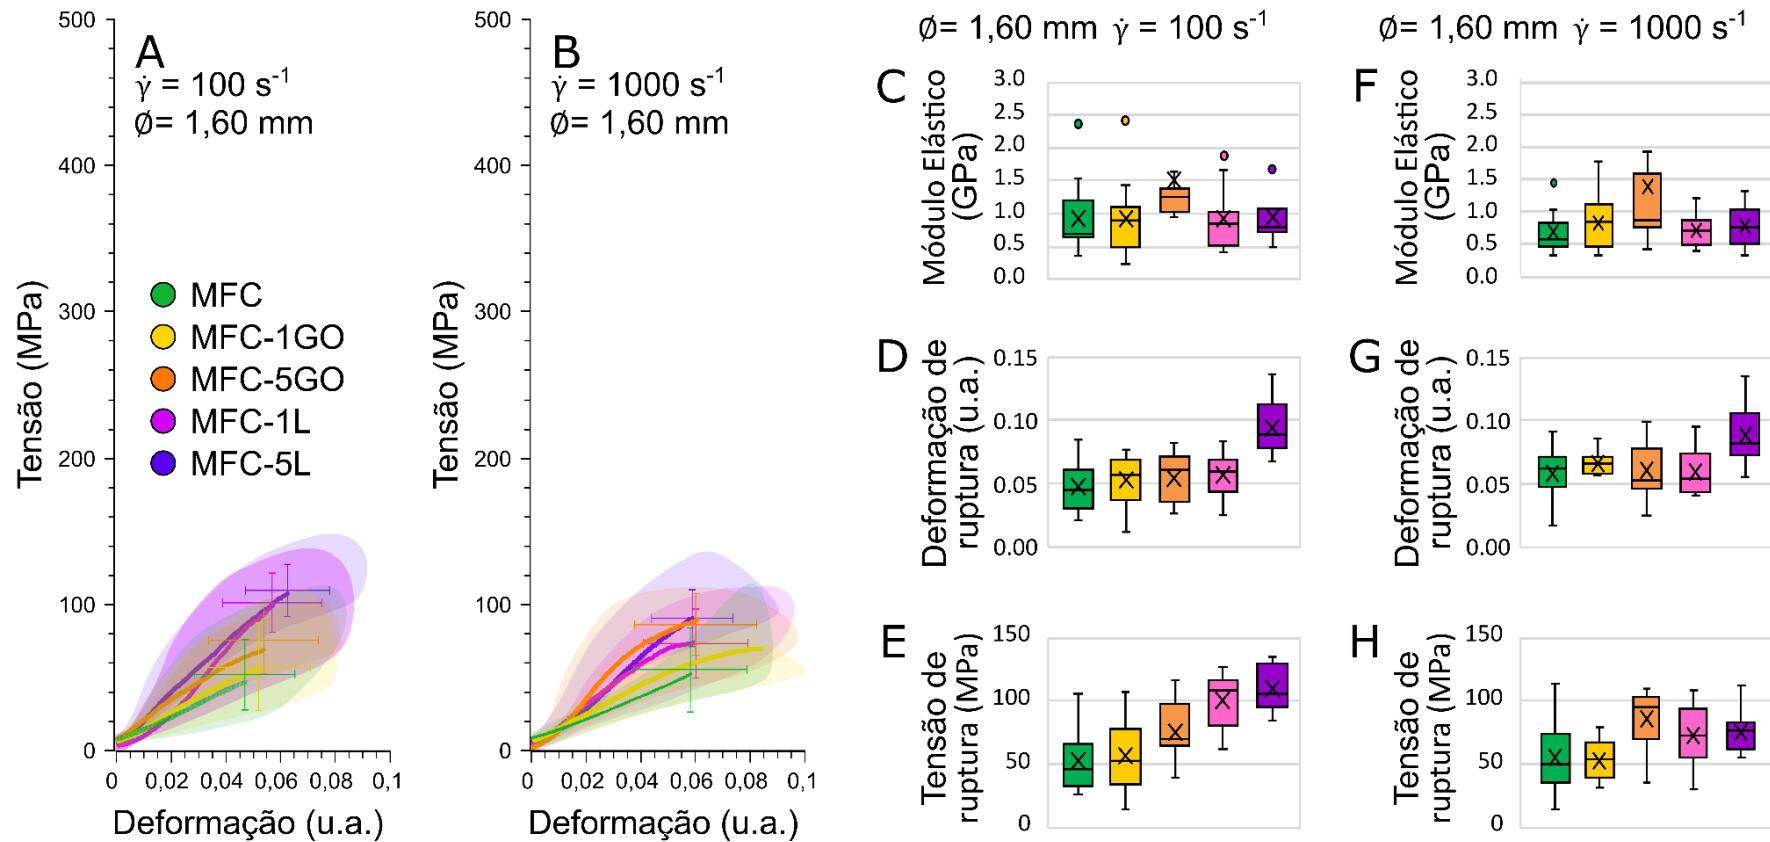 A
γ̇ = 100 s⁻¹
ϕ= 1,60 mm
Tensão (MPa)
500
400
300
200
100
0
MFC
MFC-1GO
MFC-5GO
MFC-1L
MFC-5L
0
0,02
0,04
0,06
0,08
0,1
Deformação (u.a.)
B
γ̇ = 1000 s⁻¹
ϕ= 1,60 mm
Tensão (MPa)
500
400
300
200
100
0
0
0,02
0,04
0,06
0,08
0,1
Deformação (u.a.)
ϕ= 1,60 mm γ̇ = 100 s⁻¹
C
Módulo Elástico
(GPa)
3.0
2.5
2.0
1.5
1.0
0.5
0.0
D
Deformação de
ruptura (u.a.)
0.15
0.10
0.05
0.00
E
Tensão de
ruptura (MPa)
150
100
50
0
ϕ= 1,60 mm γ̇ = 1000 s⁻¹
F
Módulo Elástico
(GPa)
3.0
2.5
2.0
1.5
1.0
0.5
0.0
G
Deformação de
ruptura (u.a.)
0.15
0.10
0.05
0.00
H
Tensão de
ruptura (MPa)
150
100
50
0